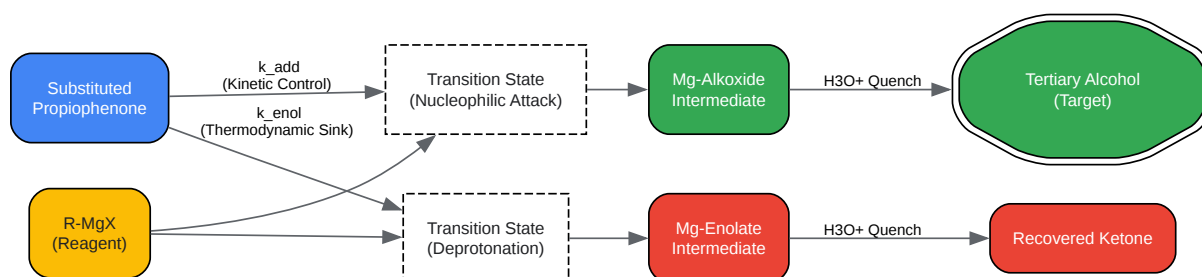 Substituted
Propiophenone
k_add
(Kinetic Control)
k_enol
(Thermodynamic Sink)
Transition State
(Nucleophilic Attack)
Mg-Alkoxide
Intermediate
H3O+ Quench
Tertiary Alcohol
(Target)
R-MgX
(Reagent)
Transition State
(Deprotonation)
Mg-Enolate
Intermediate
H3O+ Quench
Recovered Ketone